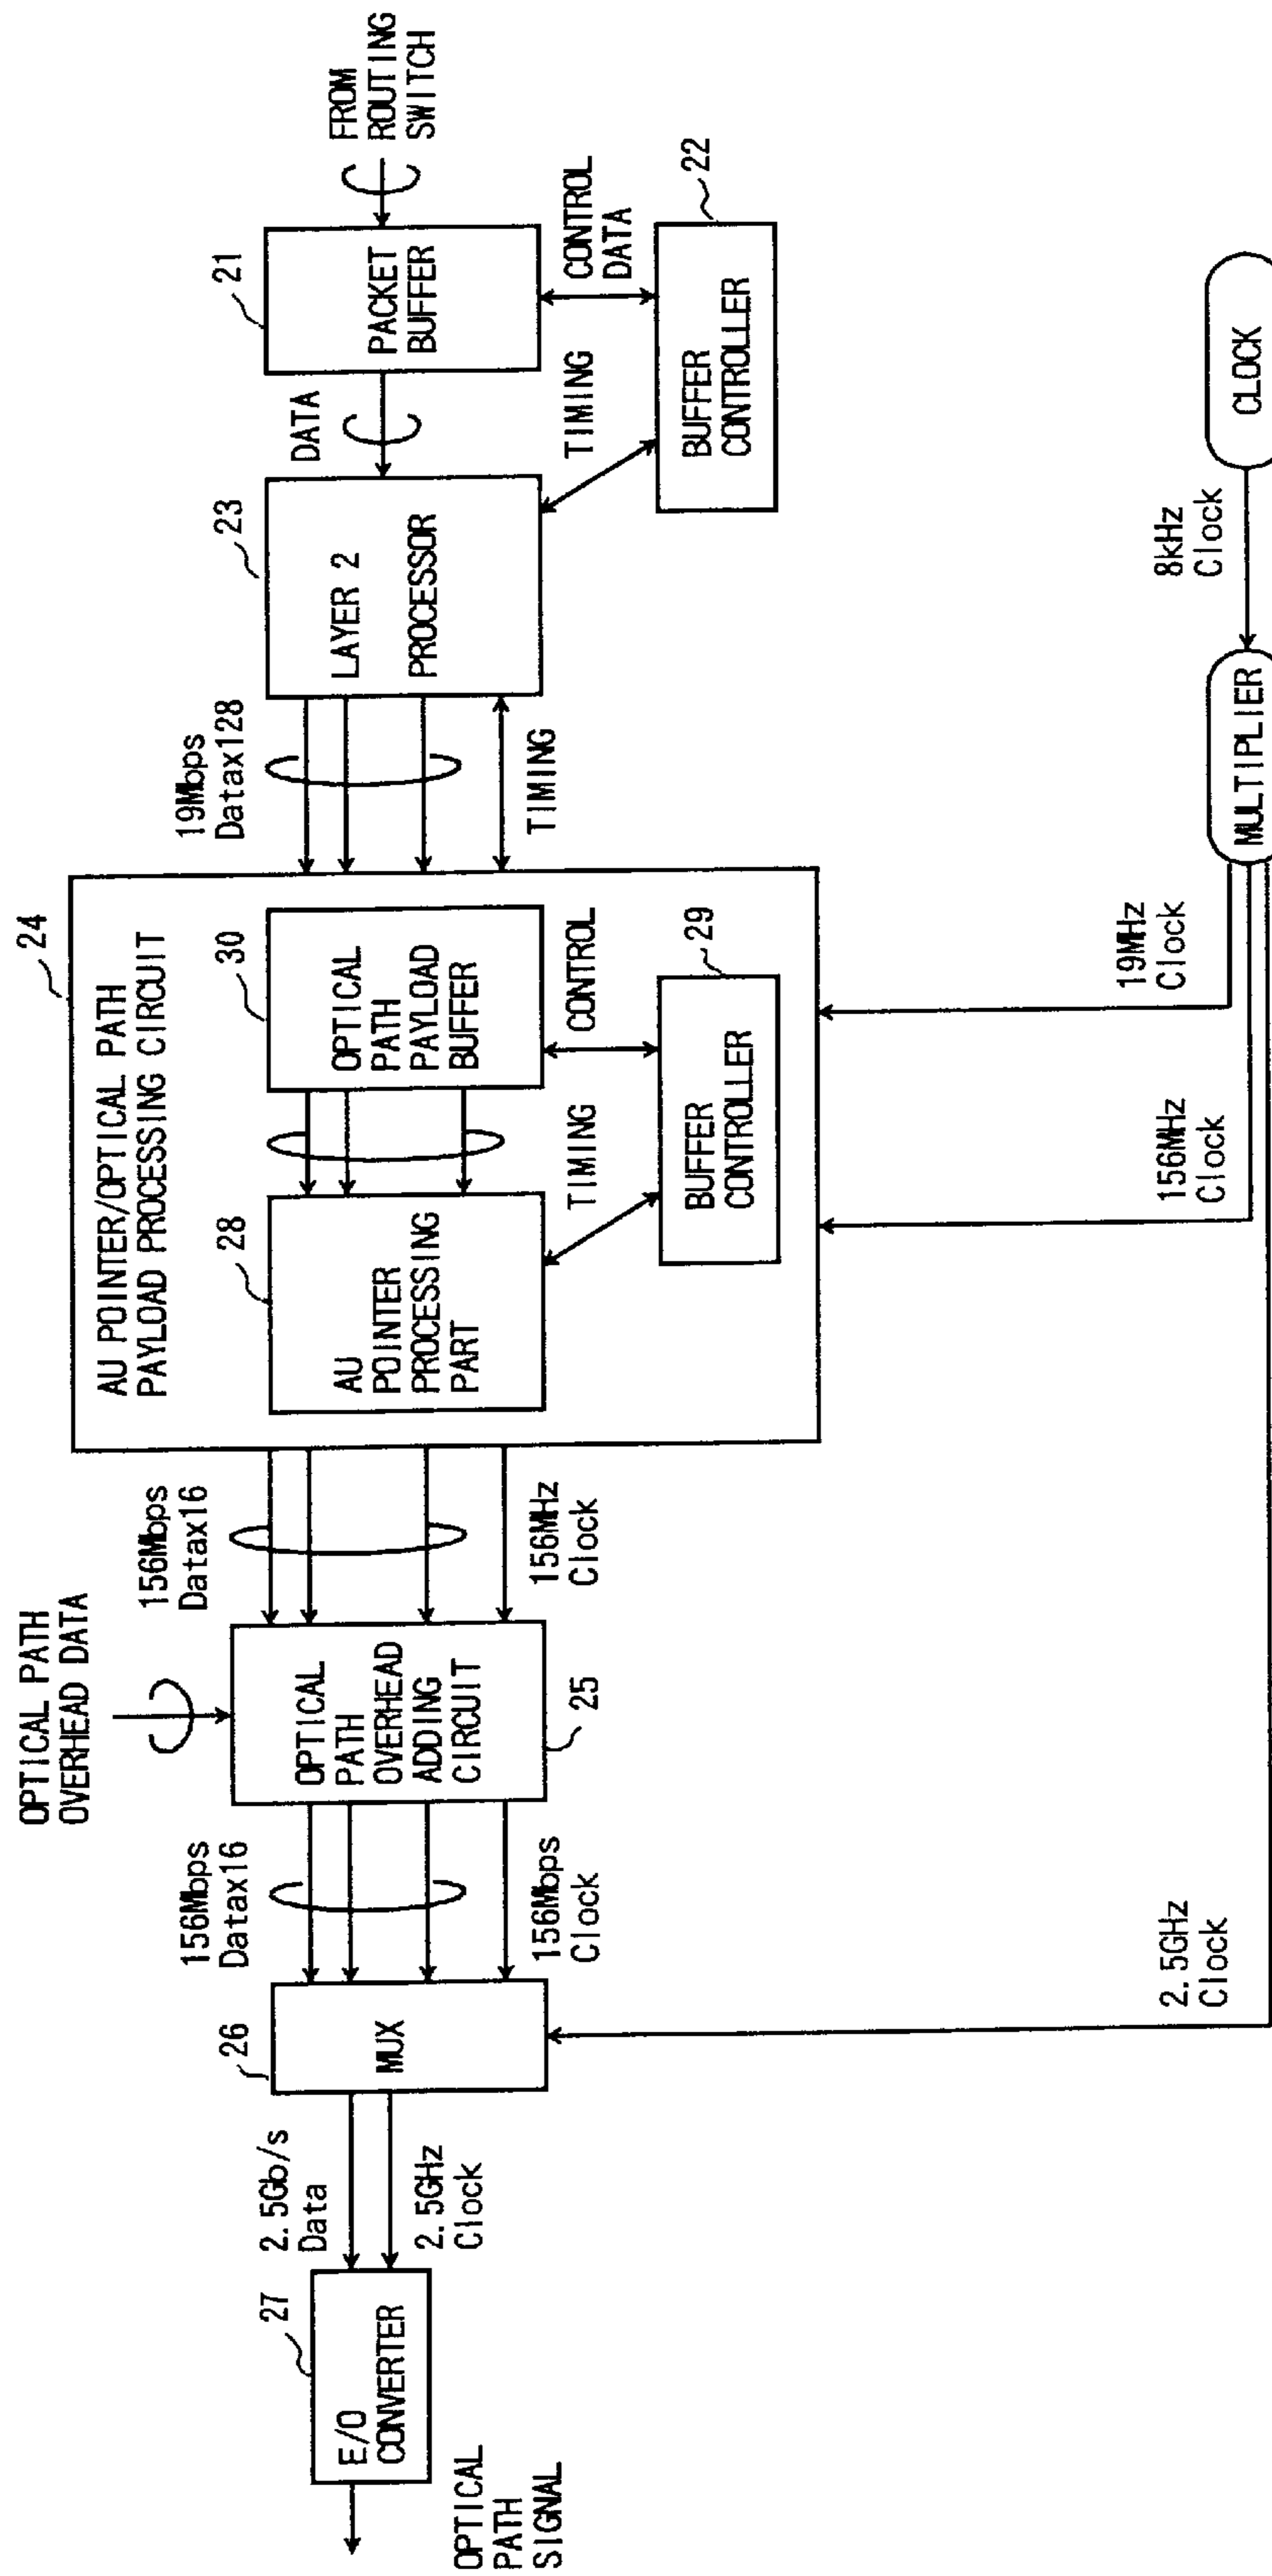 FROM
ROUTING
SWITCH
21
PACKET
BUFFER
CONTROL
DATA
22
BUFFER
CONTROLLER
DATA
TIMING
23
LAYER 2
PROCESSOR
19Mbps
Datax128
TIMING
24
AU POINTER/OPTICAL PATH
PAYLOAD PROCESSING CIRCUIT
30
OPTICAL
PATH
PAYLOAD
BUFFER
CONTROL
29
BUFFER
CONTROLLER
TIMING
28
AU
POINTER
PROCESSING
PART
156Mbps
Datax16
156MHz
Clock
OPTICAL PATH
OVERHEAD DATA
OPTICAL
PATH
OVERHEAD
ADDING
CIRCUIT
25
156Mbps
Datax16
156Mbps
Clock
26
MUX
2.5Gb/s
Data
2.5GHz
Clock
27
E/O
CONVERTER
OPTICAL
PATH
SIGNAL
CLOCK
8kHz
Clock
MULTIPLIER
19MHz
Clock
156MHz
Clock
2.5GHz
Clock